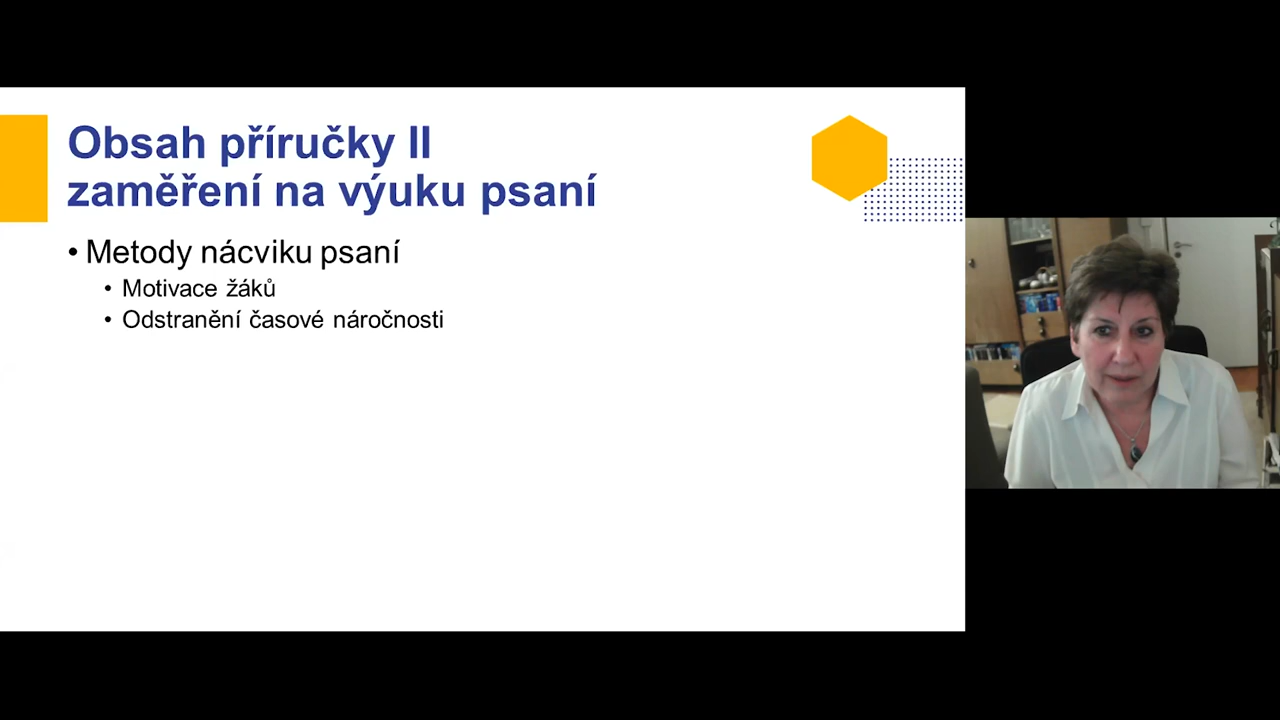 Obsah příručky II
zaměření na výuku psaní
• Metody nácviku psaní
• Motivace žáků
• Odstranění časové náročnosti